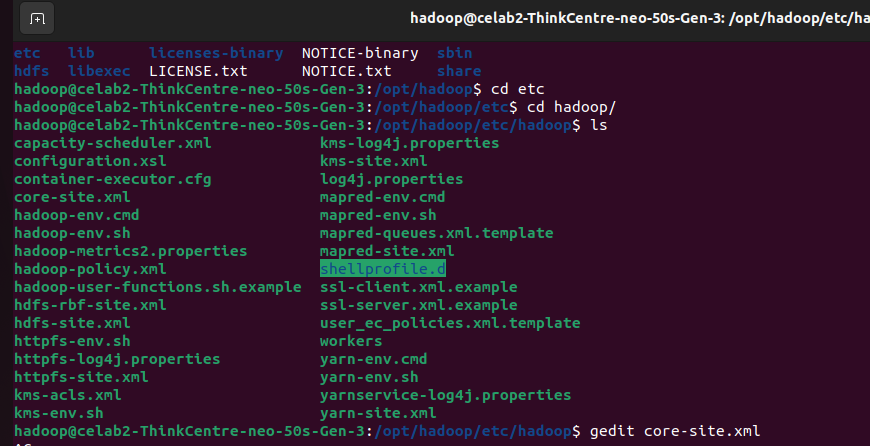 hadoop@celab2-ThinkCentre-neo-50s-Gen-3: /opt/hadoop/etc/ha
etc lib licenses-binary NOTICE-binary sbin
hdfs libexec LICENSE.txt NOTICE.txt share
hadoop@celab2-ThinkCentre-neo-50s-Gen-3:/opt/hadoop$ cd etc
hadoop@celab2-ThinkCentre-neo-50s-Gen-3:/opt/hadoop/etc$ cd hadoop/
hadoop@celab2-ThinkCentre-neo-50s-Gen-3:/opt/hadoop/etc/hadoop$ ls
capacity-scheduler.xml kms-log4j.properties
configuration.xsl kms-site.xml
container-executor.cfg log4j.properties
core-site.xml mapred-env.cmd
hadoop-env.cmd mapred-env.sh
hadoop-env.sh mapred-queues.xml.template
hadoop-metrics2.properties mapred-site.xml
hadoop-policy.xml shellprofile.d
hadoop-user-functions.sh.example ssl-client.xml.example
hdfs-rbf-site.xml ssl-server.xml.example
hdfs-site.xml user_ec_policies.xml.template
httpfs-env.sh workers
httpfs-log4j.properties yarn-env.cmd
httpfs-site.xml yarn-env.sh
kms-acls.xml yarnservice-log4j.properties
kms-env.sh yarn-site.xml
hadoop@celab2-ThinkCentre-neo-50s-Gen-3:/opt/hadoop/etc/hadoop$ gedit core-site.xml